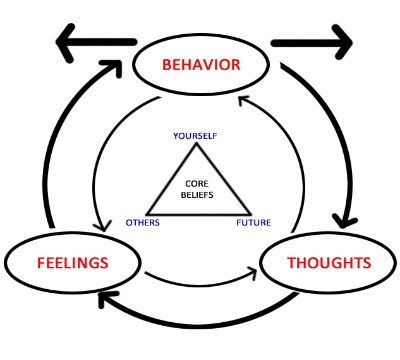 BEHAVIOR
YOURSELF
CORE
BELIEFS
OTHERS
FUTURE
FEELINGS
THOUGHTS